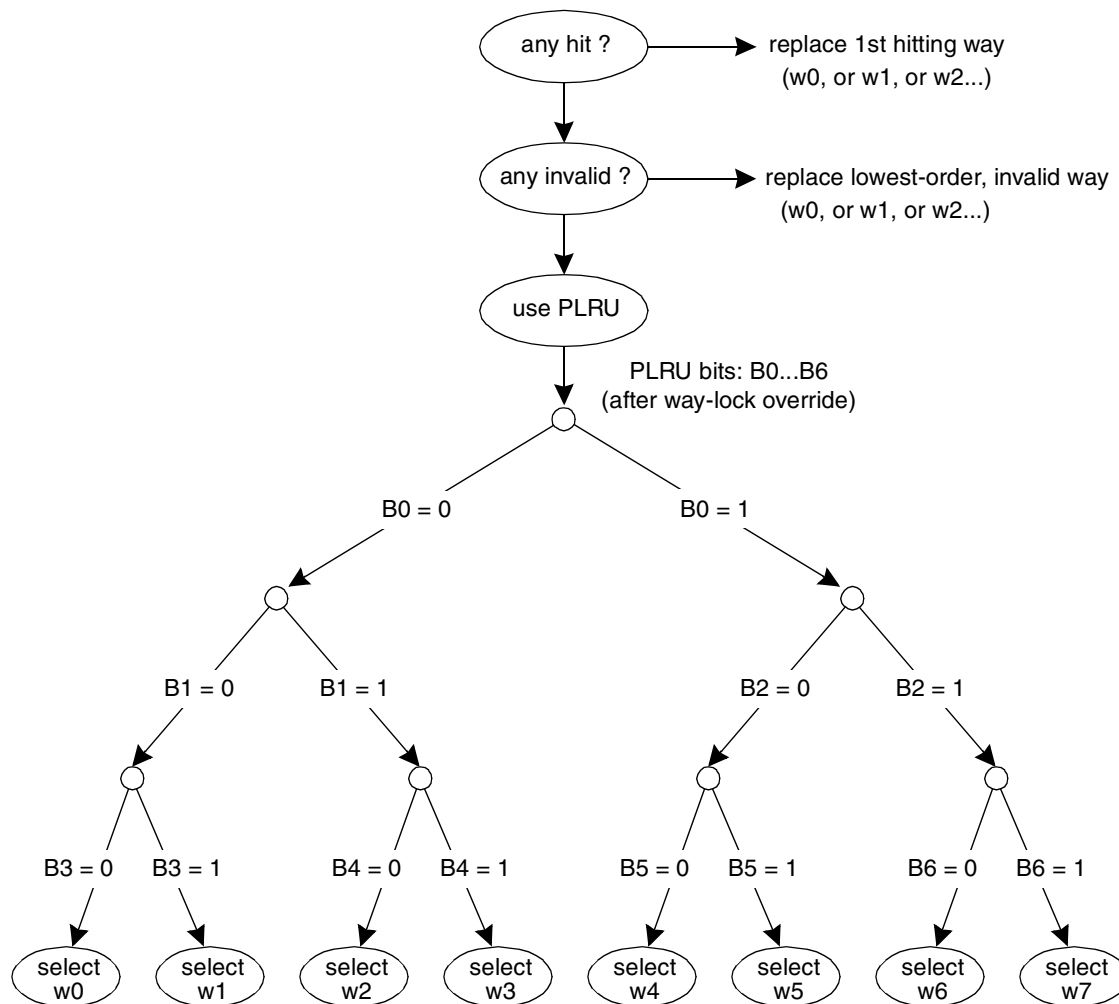 any hit ?
replace 1st hitting way
(w0, or w1, or w2...)
any invalid ?
replace lowest-order, invalid way
(w0, or w1, or w2...)
use PLRU
PLRU bits: B0...B6
(after way-lock override)
B0 = 0
B0 = 1
B1 = 0
B1 = 1
B2 = 0
B2 = 1
B3 = 0
B3 = 1
B4 = 0
B4 = 1
B5 = 0
B5 = 1
B6 = 0
B6 = 1
select
w0
select
w1
select
w2
select
w3
select
w4
select
w5
select
w6
select
w7